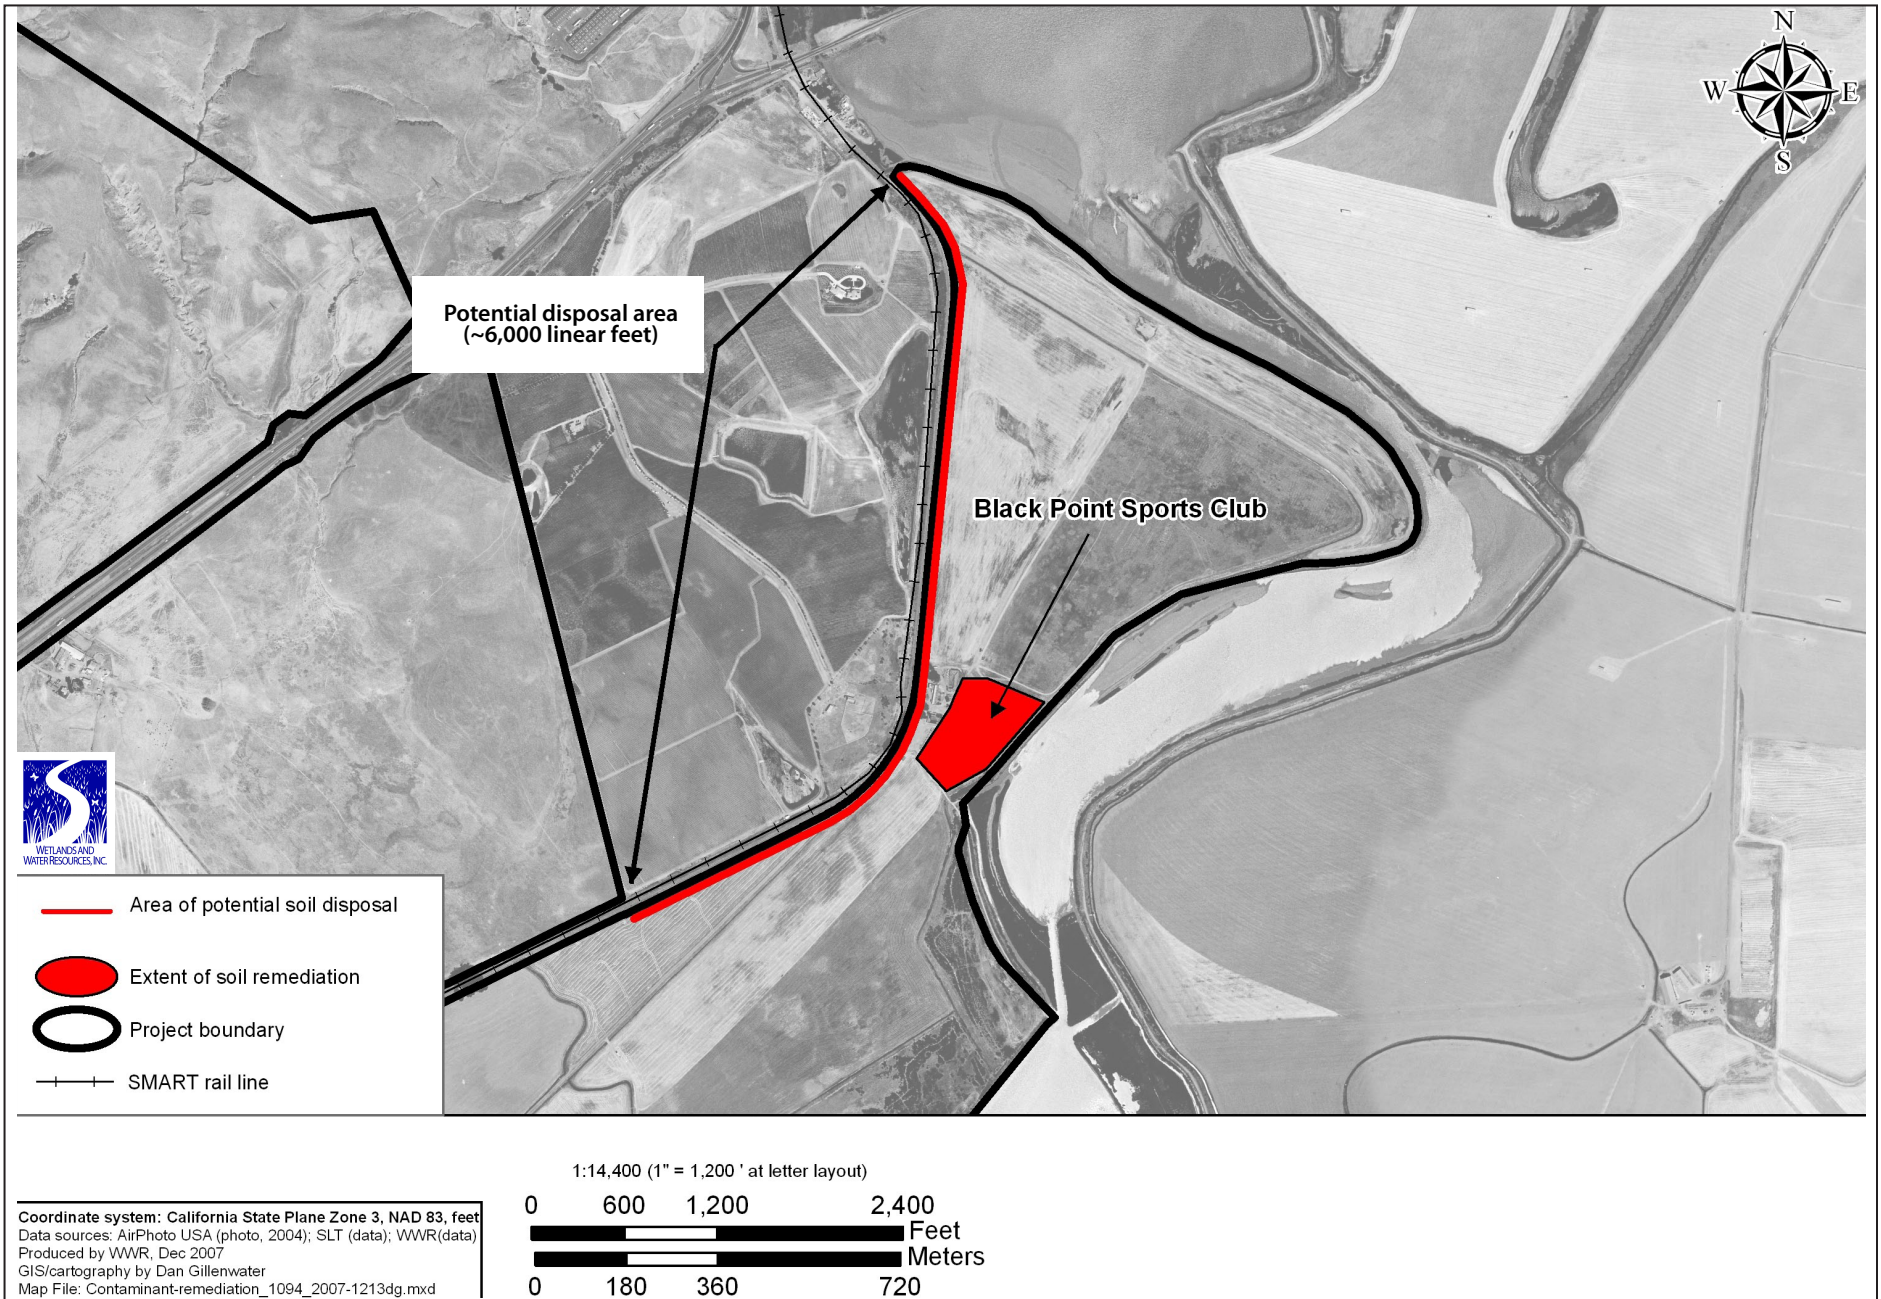 N
W
E
S
Potential disposal area
(~6,000 linear feet)
Black Point Sports Club
WETLANDS AND
WATER RESOURCES, INC.
Area of potential soil disposal
Extent of soil remediation
Project boundary
SMART rail line
1:14,400 (1" = 1,200 ' at letter layout)
0 600 1,200 2,400
Feet
Meters
0 180 360 720
Coordinate system: California State Plane Zone 3, NAD 83, feet
Data sources: AirPhoto USA (photo, 2004); SLT (data); WWR(data)
Produced by WWR, Dec 2007
GIS/cartography by Dan Gillenwater
Map File: Contaminant-remediation_1094_2007-1213dg.mxd